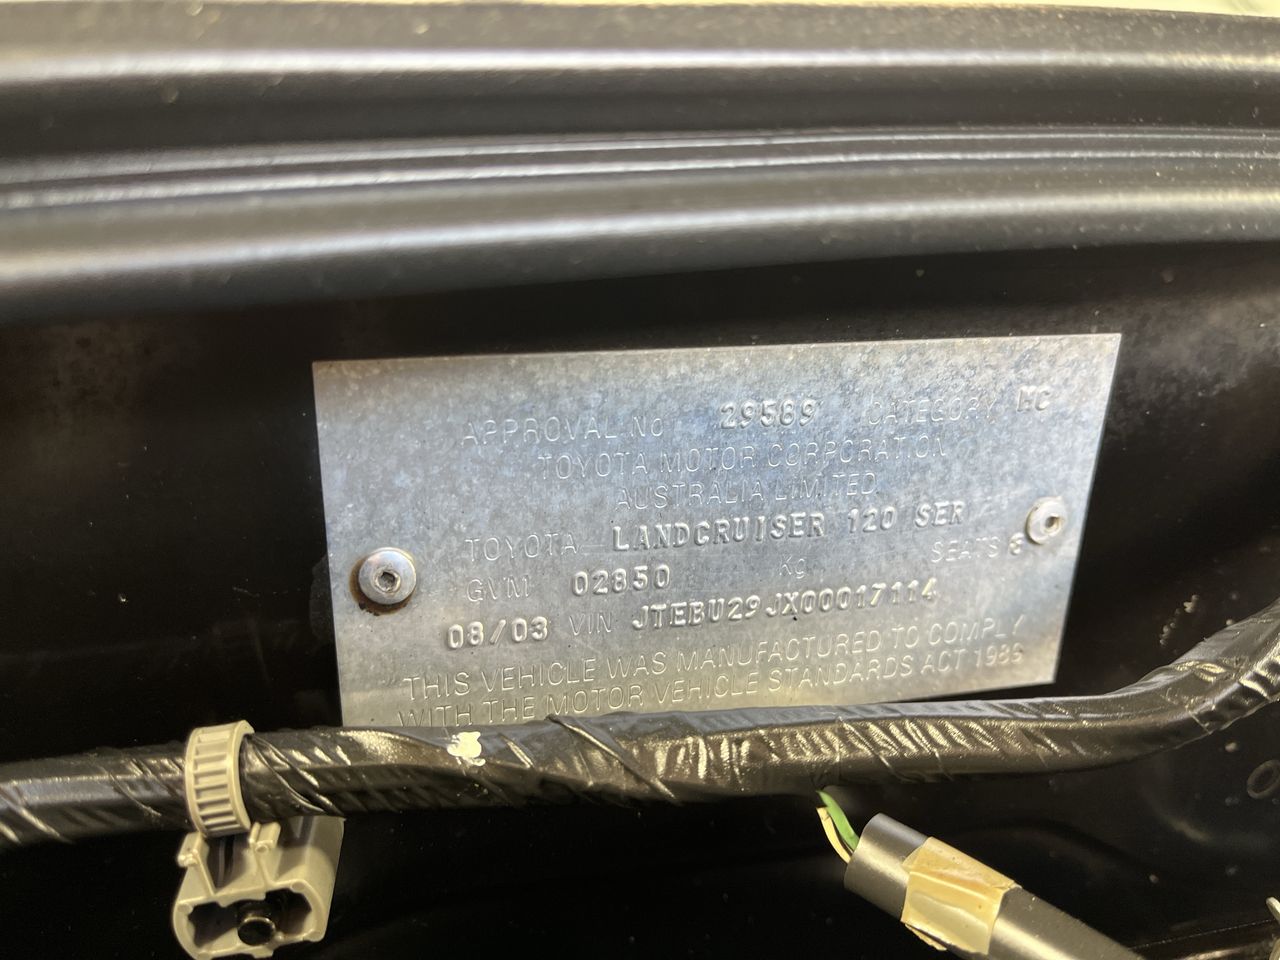 APPROVAL No 29589 CATEGORY MC
TOYOTA MOTOR CORPORATION
AUSTRALIA LIMITED
TOYOTA LANDCRUISER 120 SER
GVM 02850 Kg SEATS 8
08/03 VIN JTEBU29JX00017114
THIS VEHICLE WAS MANUFACTURED TO COMPLY
WITH THE MOTOR VEHICLE STANDARDS ACT 1989